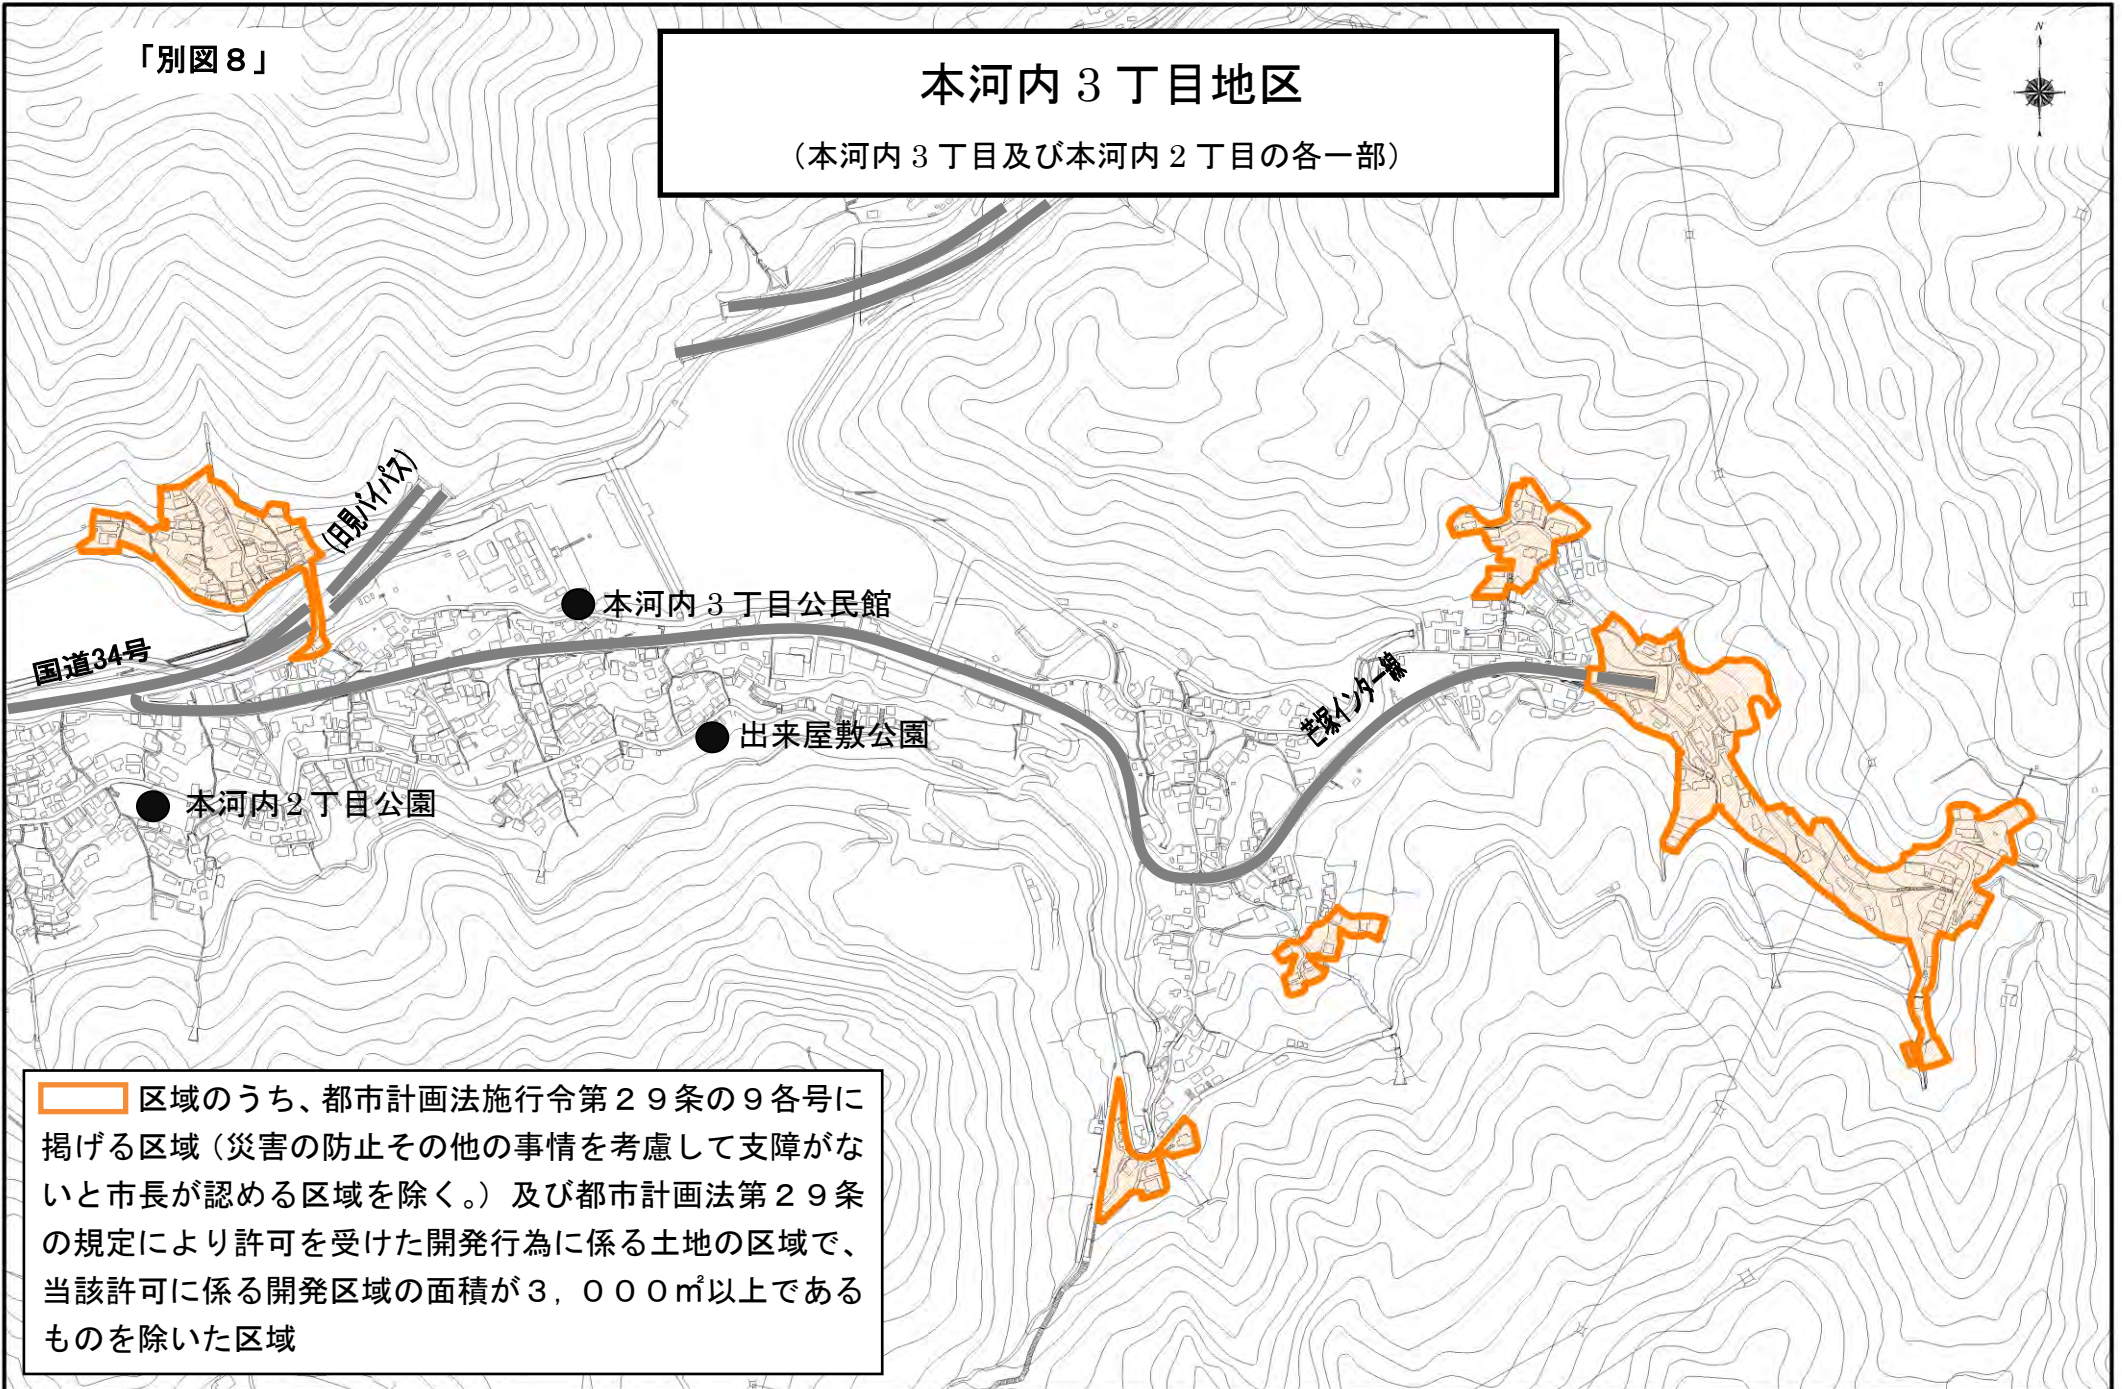 「別図８」
本河内３丁目地区
（本河内３丁目及び本河内２丁目の各一部）
N
（日見バイパス）
国道34号
本河内３丁目公民館
出来屋敷公園
本河内２丁目公園
芒塚インター線
区域のうち、都市計画法施行令第２９条の９各号に
掲げる区域（災害の防止その他の事情を考慮して支障がな
いと市長が認める区域を除く。）及び都市計画法第２９条
の規定により許可を受けた開発行為に係る土地の区域で、
当該許可に係る開発区域の面積が３，０００㎡以上である
ものを除いた区域